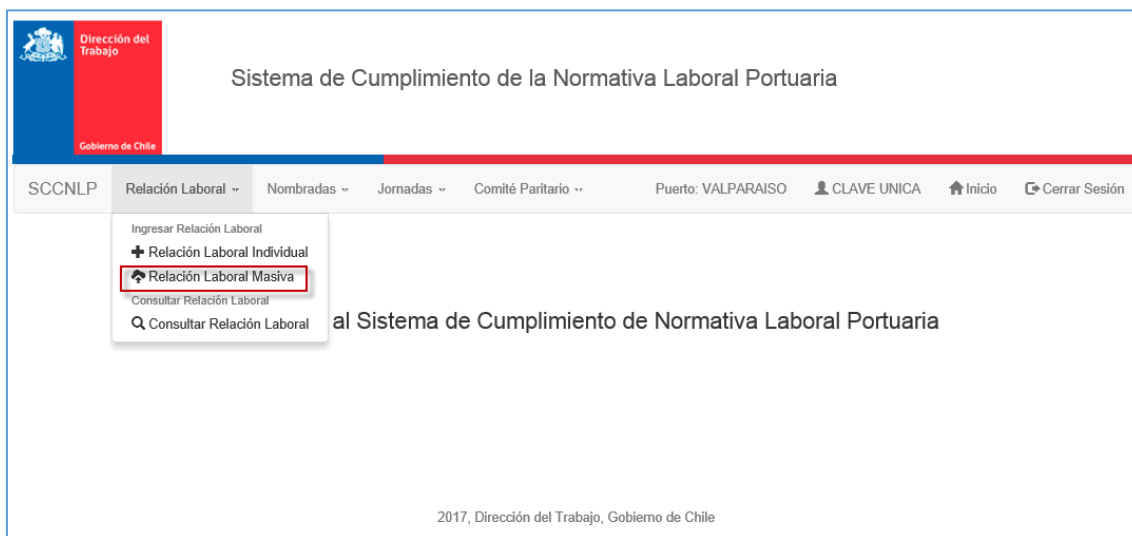 Dirección del
Trabajo
Gobierno de Chile
Sistema de Cumplimiento de la Normativa Laboral Portuaria
SCCNLP Relación Laboral Nombradas Jornadas Comité Paritario Puerto: VALPARAISO CLAVE UNICA Inicio Cerrar Sesión
Ingresar Relación Laboral
Relación Laboral Individual
Relación Laboral Masiva
Consultar Relación Laboral
Consultar Relación Laboral
al Sistema de Cumplimiento de Normativa Laboral Portuaria
2017, Dirección del Trabajo, Gobierno de Chile